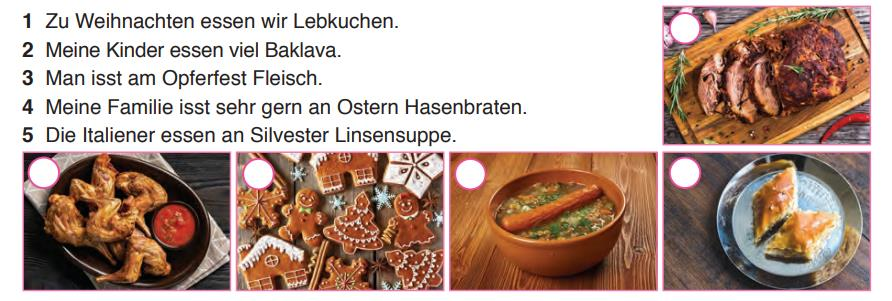 1 Zu Weihnachten essen wir Lebkuchen.
2 Meine Kinder essen viel Baklava.
3 Man isst am Opferfest Fleisch.
4 Meine Familie isst sehr gern an Ostern Hasenbraten.
5 Die Italiener essen an Silvester Linsensuppe.